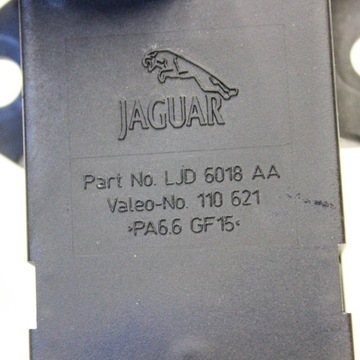 JAGUAR
Part No. LJD 6018 AA
Valeo-No. 110 621
>PA6.6 GF15<